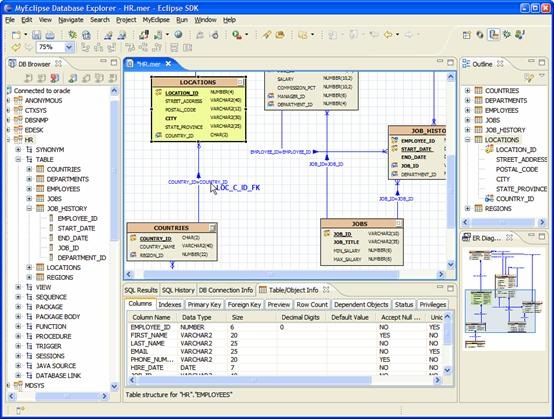 MyEclipse Database Explorer - HR.mer - Eclipse SDK
File Edit View Navigate Search Project MyEclipse Run Window Help
75%
DB Browser
Connected to oracle
ANONYMOUS
CTXSYS
DBSNMP
EDESK
HR
SYNONYM
TABLE
COUNTRIES
DEPARTMENTS
EMPLOYEES
JOBS
JOB_HISTORY
EMPLOYEE_ID
START_DATE
END_DATE
JOB_ID
DEPARTMENT_ID
LOCATIONS
REGIONS
VIEW
SEQUENCE
PACKAGE
PACKAGE BODY
FUNCTION
PROCEDURE
TRIGGER
SESSIONS
JAVA SOURCE
DATABASE LINK
MDSYS
*HR.mer
LOCATIONS
LOCATION_ID NUMBER(4)
STREET_ADDRESS VARCHAR2(40)
POSTAL_CODE VARCHAR2(12)
CITY VARCHAR2(30)
STATE_PROVINCE VARCHAR2(25)
COUNTRY_ID CHAR(2)
SALARY NUMBER(10,2)
COMMISSION_PCT NUMBER(10,2)
MANAGER_ID NUMBER(6)
DEPARTMENT_ID NUMBER(4)
JOB_HISTO
EMPLOYEE_ID
START_DATE
END_DATE
JOB_ID
DEPARTMENT_ID
EMPLOYEE_ID=EMPLOYEE_ID
JOB_ID=JOB_ID
JOB_ID=JOB_ID
COUNTRY_ID=COUNTRY_ID
LOC_C_ID_FK
COUNTRIES
COUNTRY_ID CHAR(2)
COUNTRY_NAME VARCHAR2(40)
REGION_ID NUMBER(22)
JOBS
JOB_ID VARCHAR2(10)
JOB_TITLE VARCHAR2(35)
MIN_SALARY NUMBER(6)
MAX_SALARY NUMBER(6)
Outline
COUNTRIES
DEPARTMENTS
EMPLOYEES
JOBS
JOB_HISTORY
LOCATIONS
LOCATION_ID
STREET_ADDRESS
POSTAL_CODE
CITY
STATE_PROVINCE
COUNTRY_ID
REGIONS
ER Diag...
SQL Results SQL History DB Connection Info Table/Object Info
Columns Indexes Primary Key Foreign Key Preview Row Count Dependent Objects Status Privileges
Column Name Data Type Size Decimal Digits Default Value Accept Null ... Unic
EMPLOYEE_ID NUMBER 6 0 NO YES
FIRST_NAME VARCHAR2 20 YES NO
LAST_NAME VARCHAR2 25 NO NO
EMAIL VARCHAR2 25 NO YES
PHONE_NUM... VARCHAR2 20 YES NO
HIRE_DATE DATE 7 NO NO
Table structure for "HR"."EMPLOYEES"